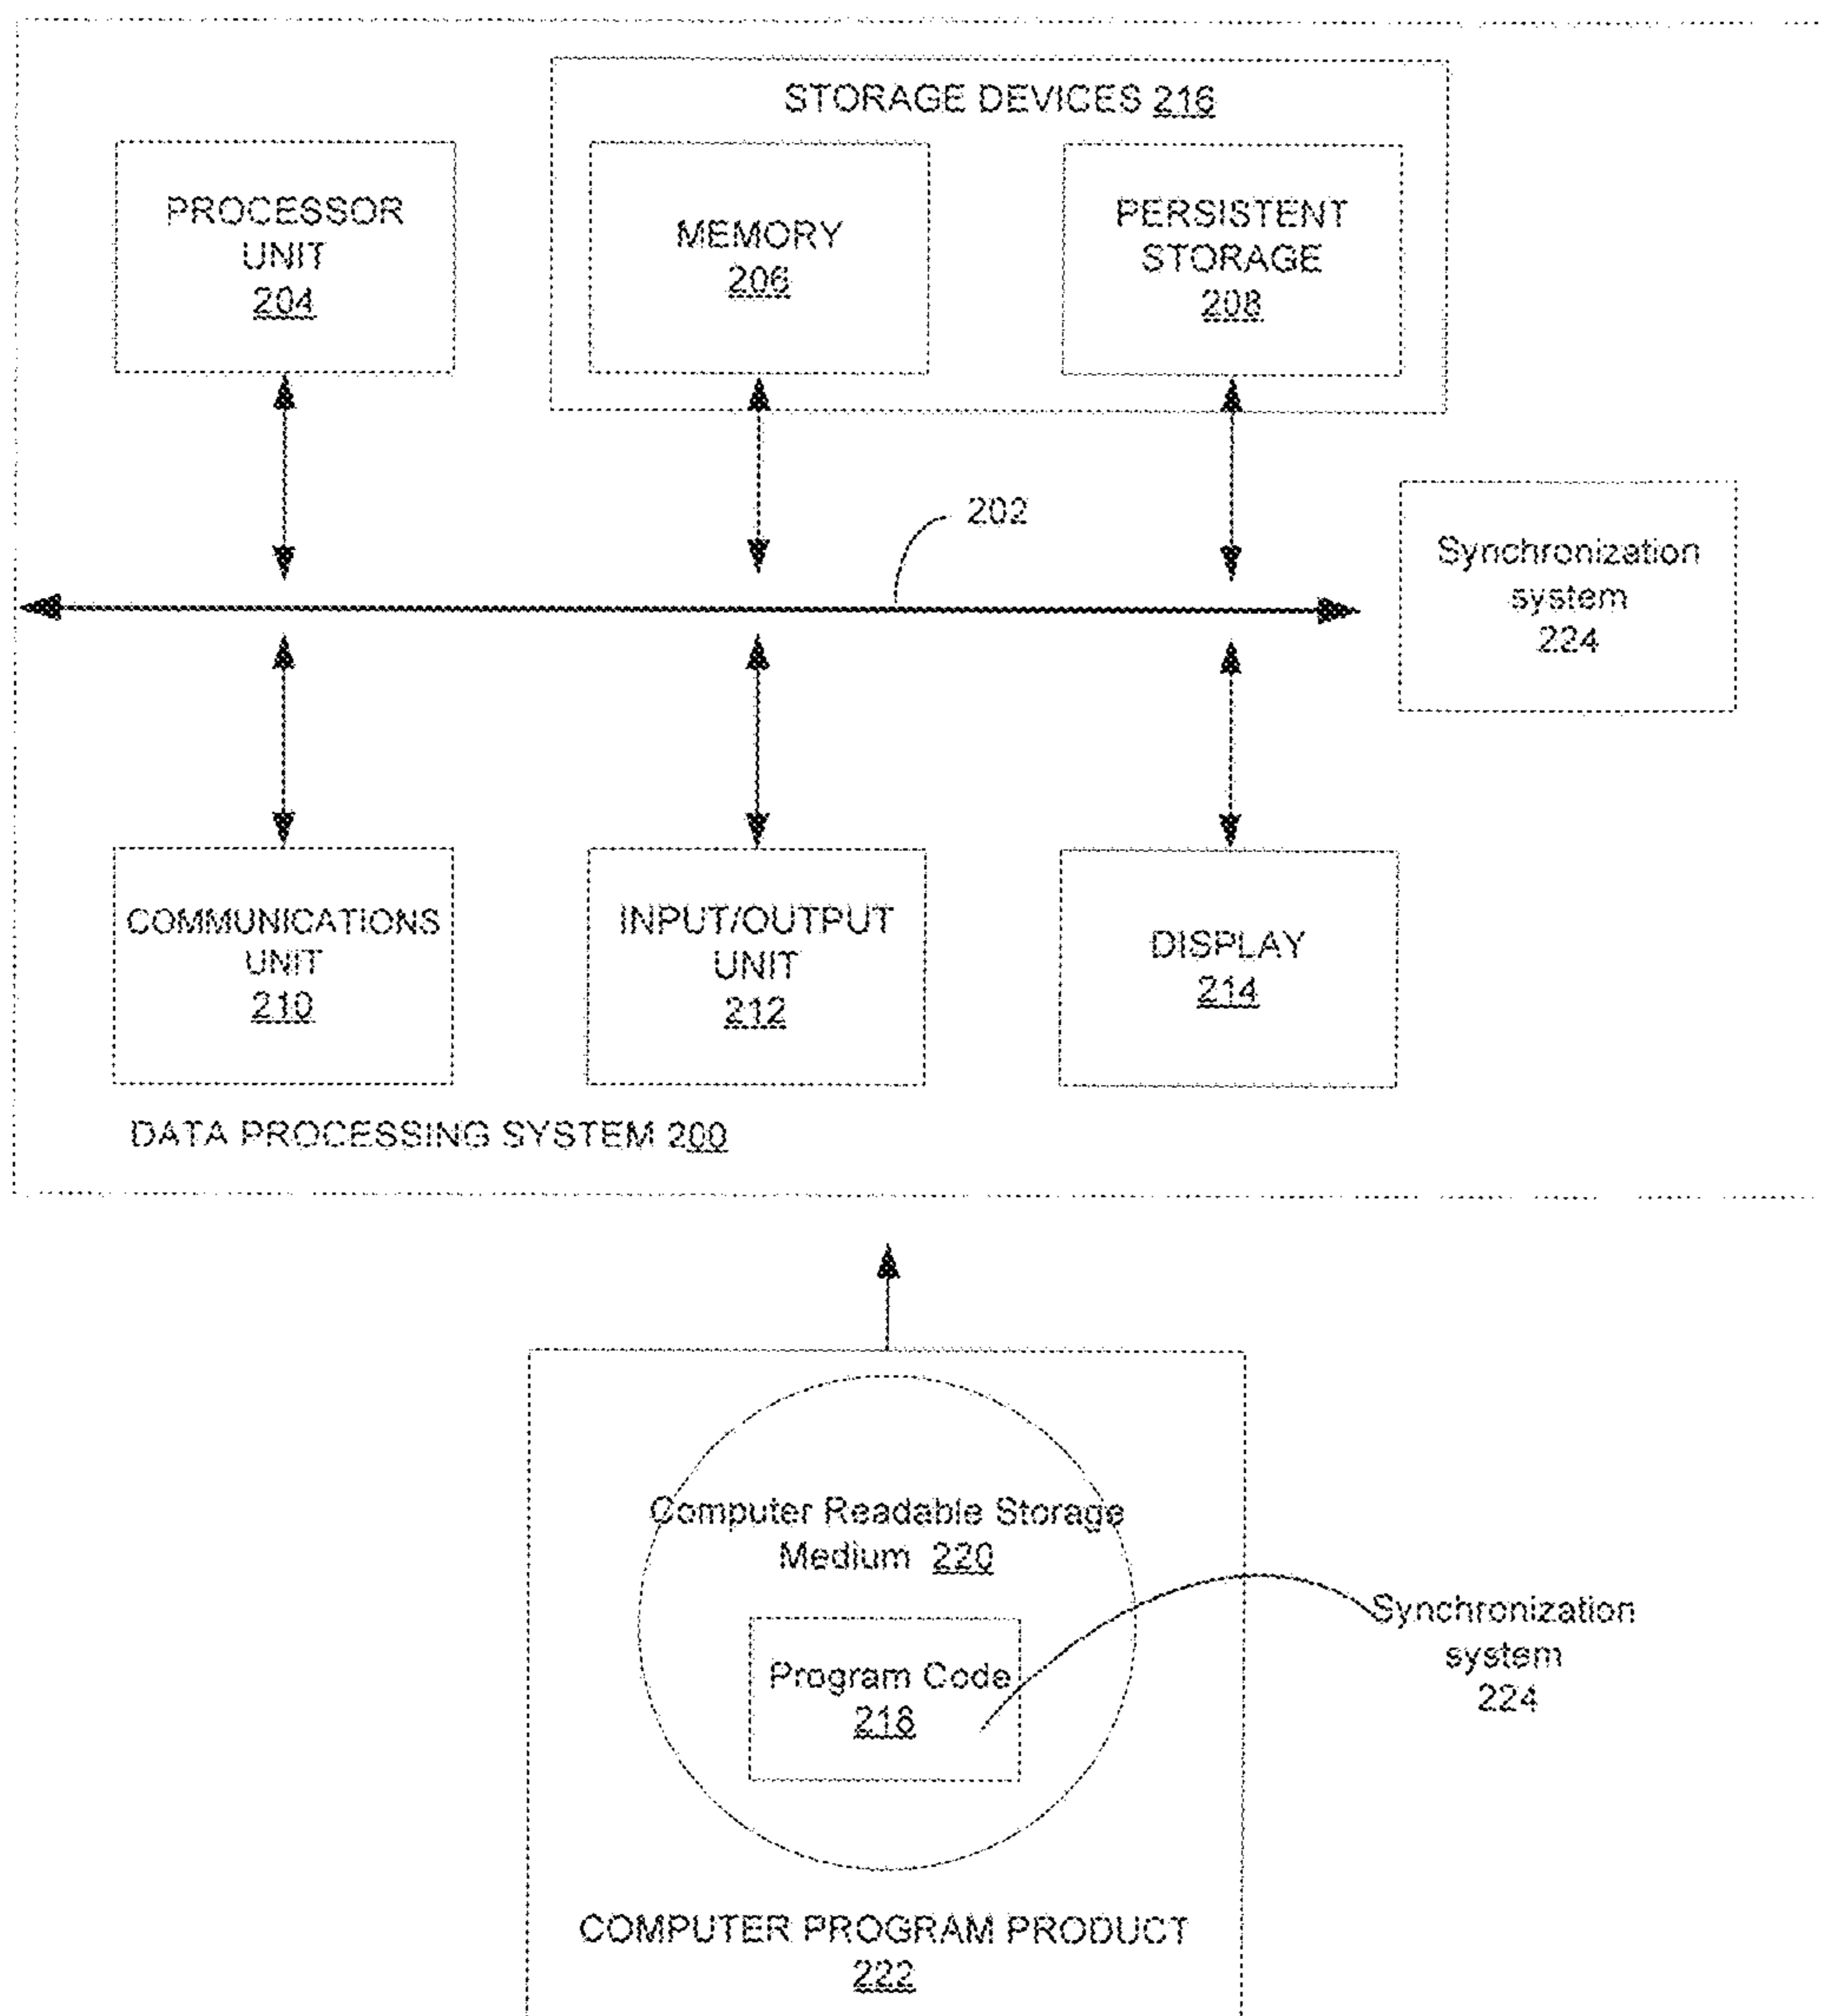 STORAGE DEVICES 216
PROCESSOR
UNIT
204
MEMORY
206
PERSISTENT
STORAGE
208
202
Synchronization
system
224
COMMUNICATIONS
UNIT
210
INPUT/OUTPUT
UNIT
212
DISPLAY
214
DATA PROCESSING SYSTEM 200
Computer Readable Storage
Medium 220
Program Code
218
Synchronization
system
224
COMPUTER PROGRAM PRODUCT
222